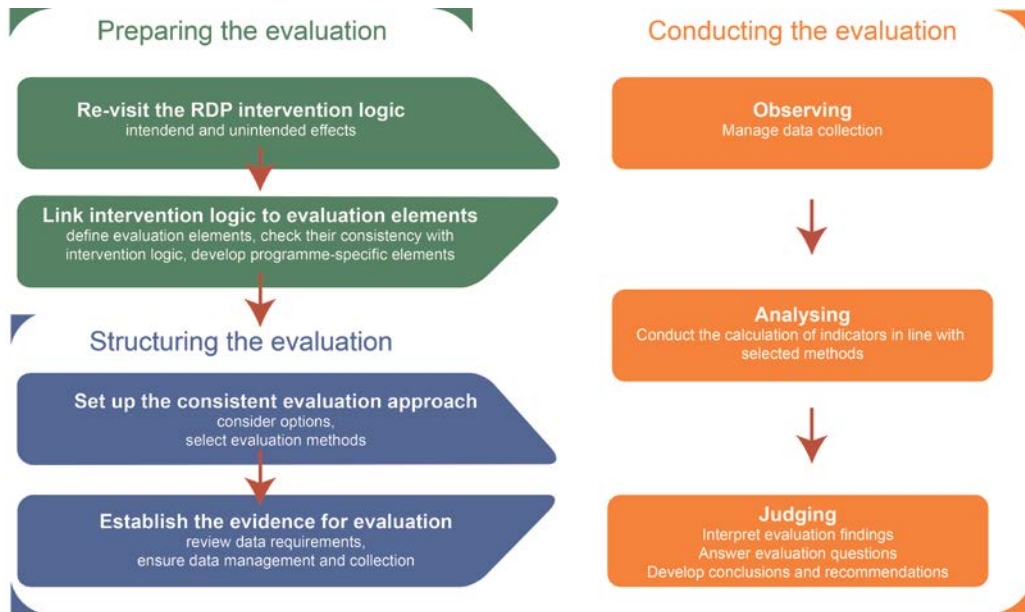 Preparing the evaluation
Re-visit the RDP intervention logic
intendend and unintended effects
Link intervention logic to evaluation elements
define evaluation elements, check their consistency with
intervention logic, develop programme-specific elements
Structuring the evaluation
Set up the consistent evaluation approach
consider options,
select evaluation methods
Establish the evidence for evaluation
review data requirements,
ensure data management and collection
Conducting the evaluation
Observing
Manage data collection
Analysing
Conduct the calculation of indicators in line with
selected methods
Judging
Interpret evaluation findings
Answer evaluation questions
Develop conclusions and recommendations